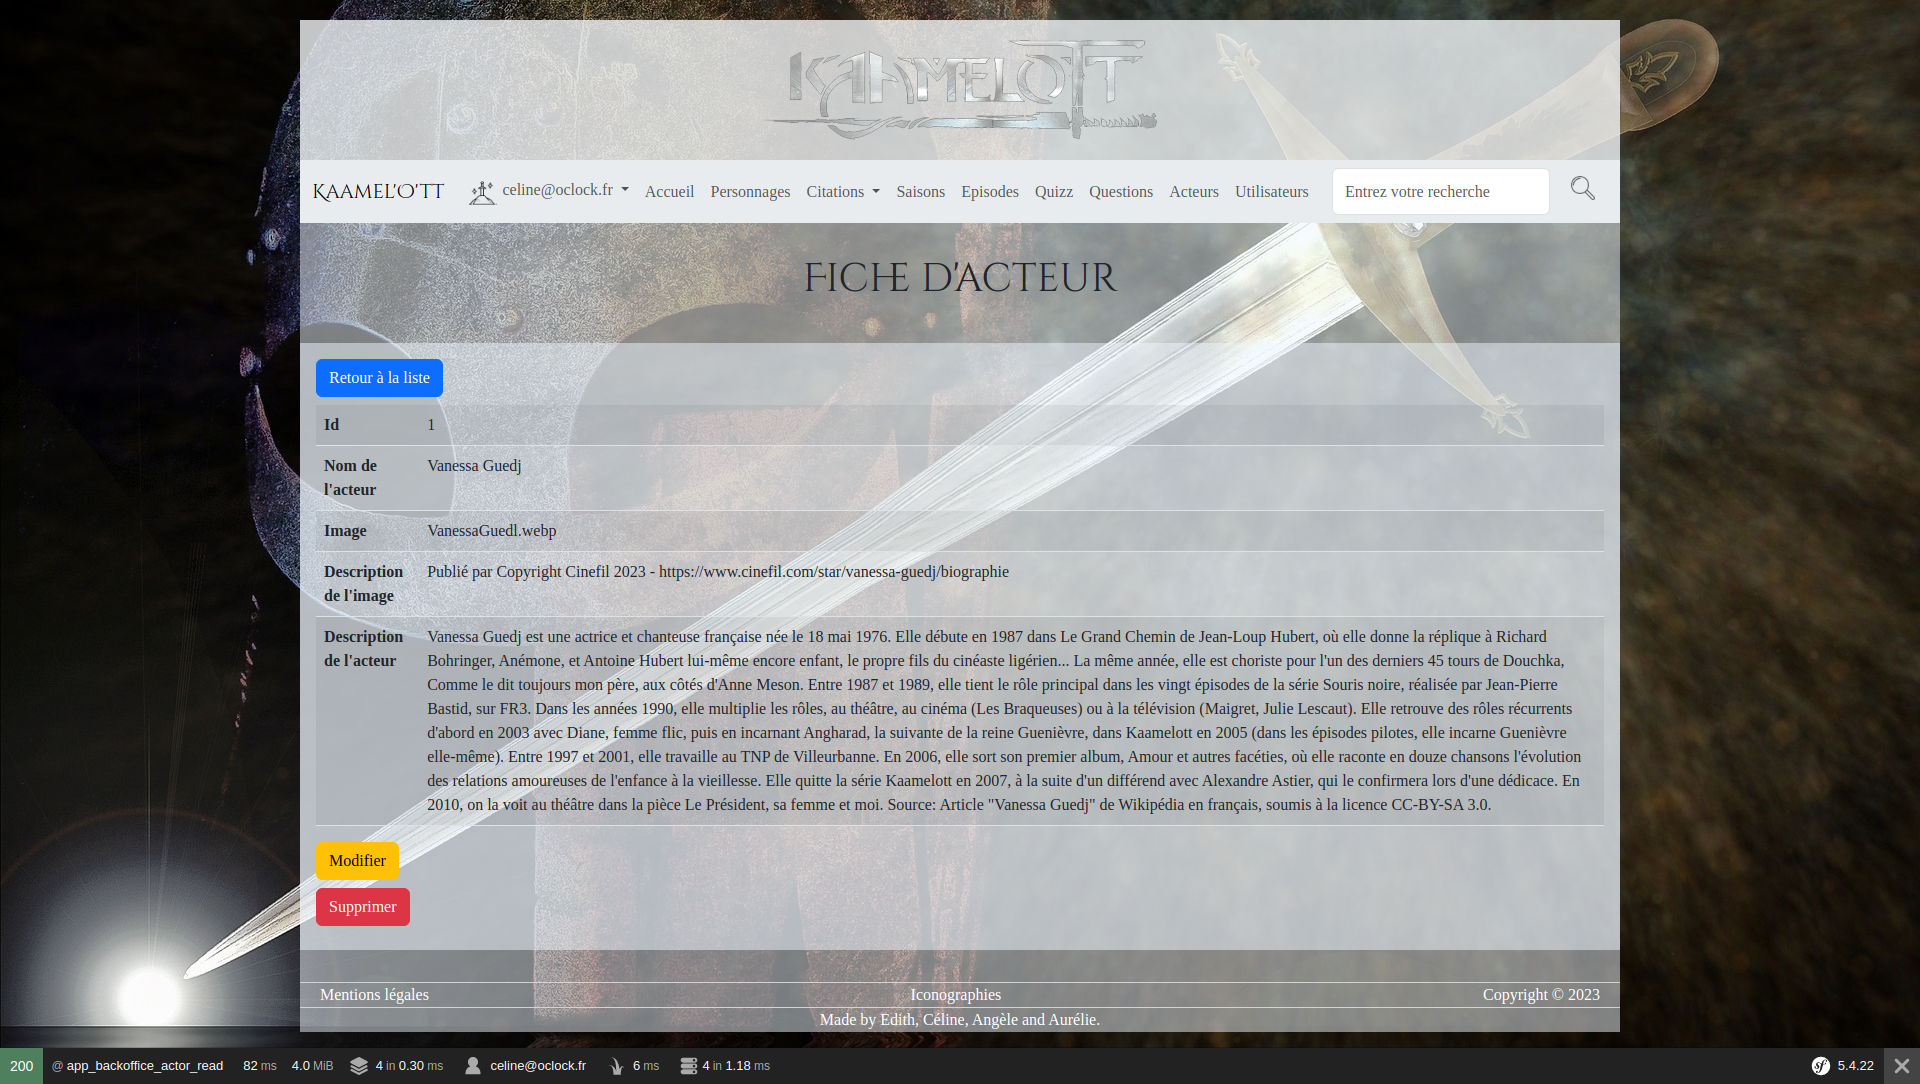 KAAMELOTT
KAAMEL'O'TT celine@oclock.fr Accueil Personnages Citations Saisons Episodes Quizz Questions Acteurs Utilisateurs Entrez votre recherche
FICHE D'ACTEUR
Retour à la liste
Id 1
Nom de l'acteur Vanessa Guedj
Image VanessaGuedl.webp
Description de l'image Publié par Copyright Cinefil 2023 - https://www.cinefil.com/star/vanessa-guedj/biographie
Description de l'acteur
Vanessa Guedj est une actrice et chanteuse française née le 18 mai 1976. Elle débute en 1987 dans Le Grand Chemin de Jean-Loup Hubert, où elle donne la réplique à Richard
Bohringer, Anémone, et Antoine Hubert lui-même encore enfant, le propre fils du cinéaste ligérien... La même année, elle est choriste pour l'un des derniers 45 tours de Douchka,
Comme le dit toujours mon père, aux côtés d'Anne Meson. Entre 1987 et 1989, elle tient le rôle principal dans les vingt épisodes de la série Souris noire, réalisée par Jean-Pierre
Bastid, sur FR3. Dans les années 1990, elle multiplie les rôles, au théâtre, au cinéma (Les Braqueuses) ou à la télévision (Maigret, Julie Lescaut). Elle retrouve des rôles récurrents
d'abord en 2003 avec Diane, femme flic, puis en incarnant Angharad, la suivante de la reine Guenièvre, dans Kaamelott en 2005 (dans les épisodes pilotes, elle incarne Guenièvre
elle-même). Entre 1997 et 2001, elle travaille au TNP de Villeurbanne. En 2006, elle sort son premier album, Amour et autres facéties, où elle raconte en douze chansons l'évolution
des relations amoureuses de l'enfance à la vieillesse. Elle quitte la série Kaamelott en 2007, à la suite d'un différend avec Alexandre Astier, qui le confirmera lors d'une dédicace. En
2010, on la voit au théâtre dans la pièce Le Président, sa femme et moi. Source: Article "Vanessa Guedj" de Wikipédia en français, soumis à la licence CC-BY-SA 3.0.
Modifier
Supprimer
Mentions légales Iconographies Copyright © 2023
Made by Edith, Céline, Angèle and Aurélie.
200 @ app_backoffice_actor_read 82 ms 4.0 MiB 4 in 0.30 ms celine@oclock.fr 6 ms 4 in 1.18 ms sf 5.4.22